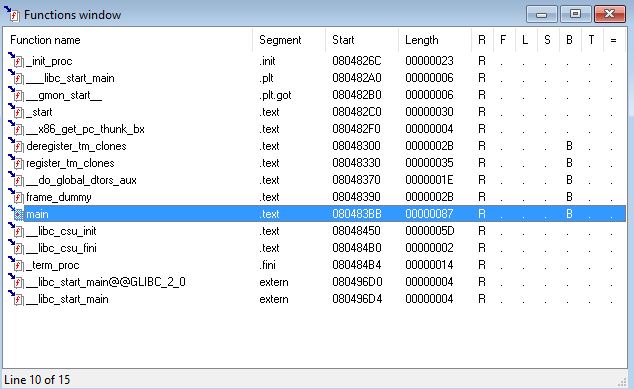 Functions window
Function name Segment Start Length R F L S B T =
_init_proc .init 0804826C 00000023 R . . . . . .
___libc_start_main .plt 080482A0 00000006 R . . . . . .
__gmon_start__ .plt.got 080482B0 00000006 R . . . . . .
_start .text 080482C0 00000030 R . . . . . .
__x86_get_pc_thunk_bx .text 080482F0 00000004 R . . . . . .
deregister_tm_clones .text 08048300 0000002B R . . . B . .
register_tm_clones .text 08048330 00000035 R . . . B . .
__do_global_dtors_aux .text 08048370 0000001E R . . . B . .
frame_dummy .text 08048390 0000002B R . . . B . .
main .text 080483BB 00000087 R . . . B . .
__libc_csu_init .text 08048450 0000005D R . . . . . .
__libc_csu_fini .text 080484B0 00000002 R . . . . . .
_term_proc .fini 080484B4 00000014 R . . . . . .
__libc_start_main@@GLIBC_2_0 extern 080496D0 00000004 R . . . . . .
__libc_start_main extern 080496D4 00000004 R . . . . . .
Line 10 of 15